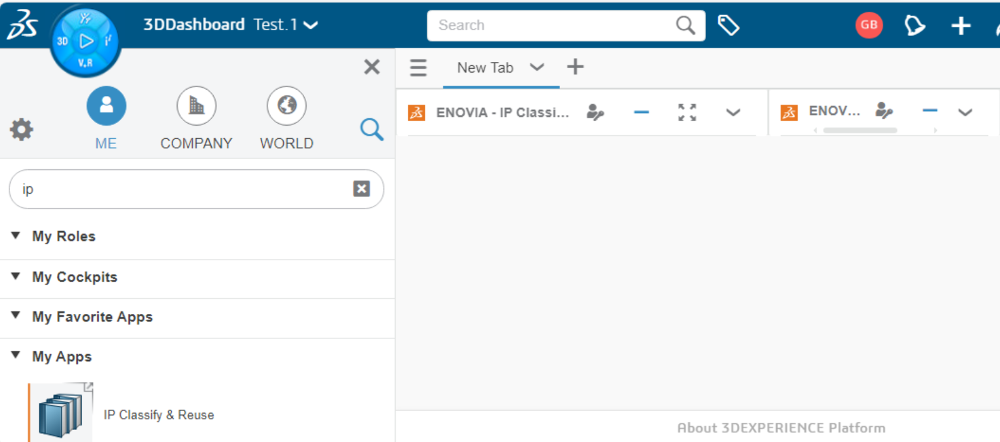 3DDashboard Test.1
Search
GB
3D
V.R
New Tab
ME
COMPANY
WORLD
ENOVIA - IP Classi...
ENOV...
ip
My Roles
My Cockpits
My Favorite Apps
My Apps
IP Classify & Reuse
About 3DEXPERIENCE Platform